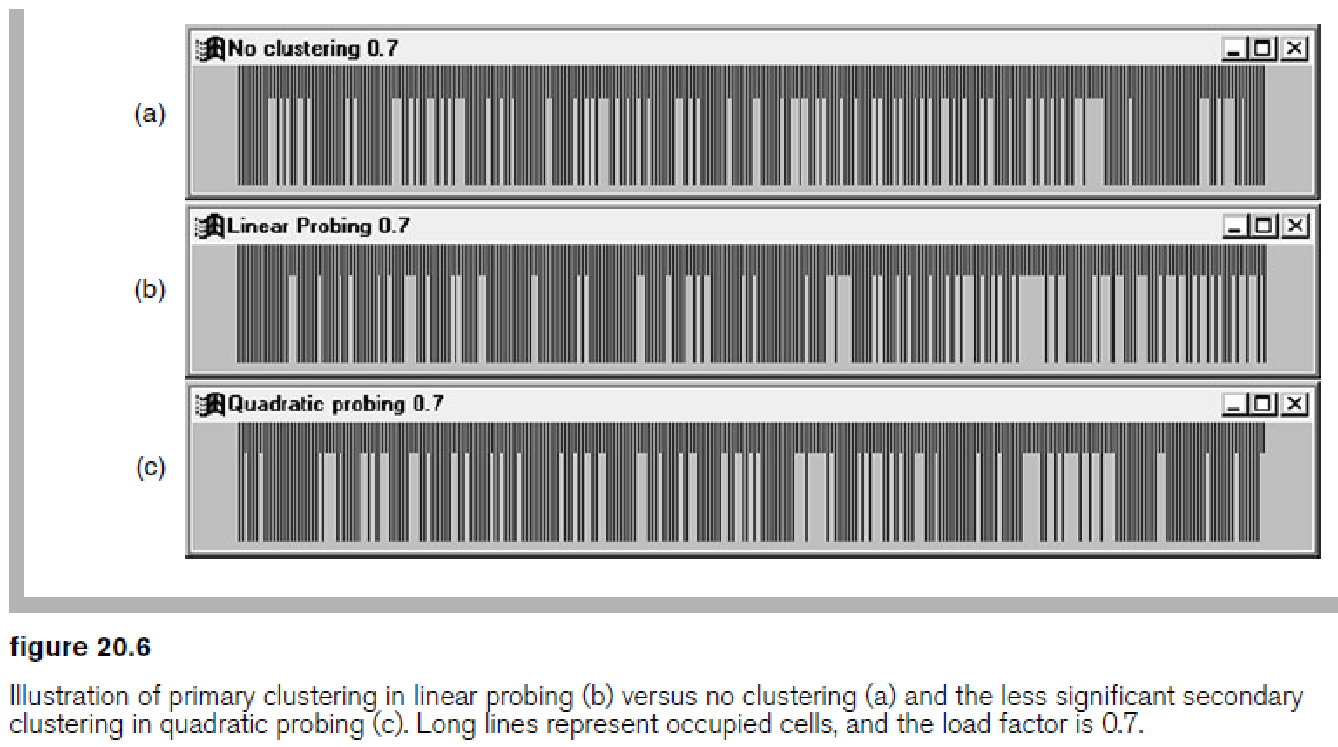 No clustering 0.7
(a)
Linear Probing 0.7
(b)
Quadratic probing 0.7
(c)
figure 20.6
Illustration of primary clustering in linear probing (b) versus no clustering (a) and the less significant secondary
clustering in quadratic probing (c). Long lines represent occupied cells, and the load factor is 0.7.